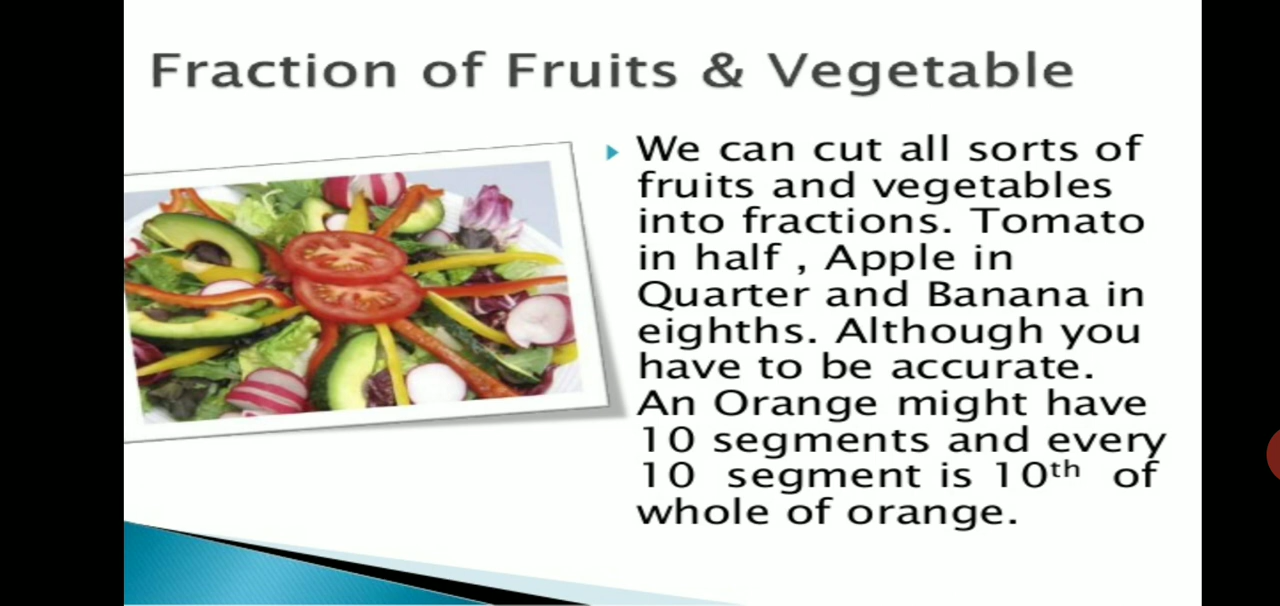 Fraction of Fruits & Vegetable
We can cut all sorts of
fruits and vegetables
into fractions. Tomato
in half , Apple in
Quarter and Banana in
eighths. Although you
have to be accurate.
An Orange might have
10 segments and every
10 segment is 10th of
whole of orange.